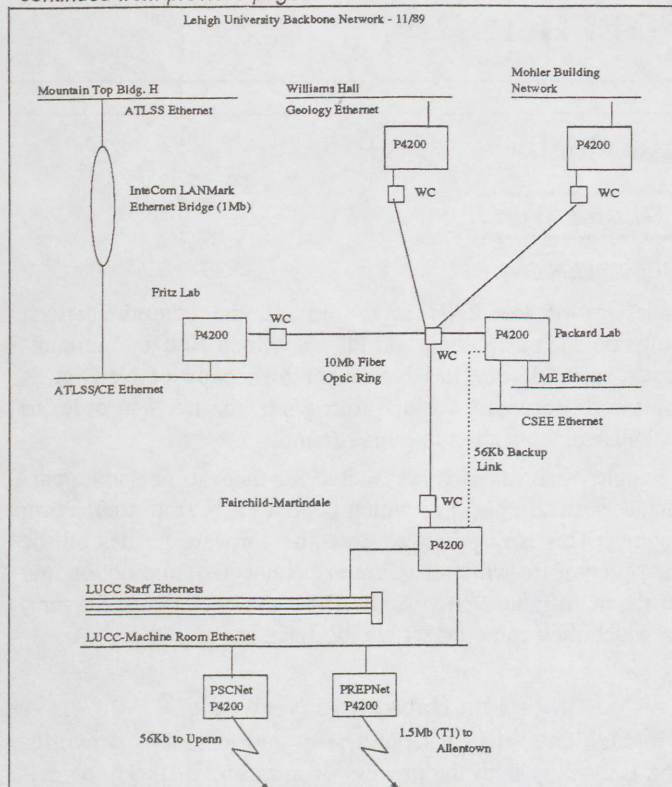 Lehigh University Backbone Network - 11/89
Mountain Top Bldg. H
ATLSS Ethernet
Williams Hall
Geology Ethernet
Mohler Building
Network
P4200
P4200
WC
WC
InteCom LANMark
Ethernet Bridge (1Mb)
Fritz Lab
P4200
WC
WC
P4200
Packard Lab
10Mb Fiber
Optic Ring
ATLSS/CE Ethernet
ME Ethernet
CSEE Ethernet
56Kb Backup
Link
Fairchild-Martindale
WC
P4200
LUCC Staff Ethernets
LUCC-Machine Room Ethernet
PSCNet
P4200
PREPNet
P4200
56Kb to Upenn
1.5Mb (T1) to
Allentown